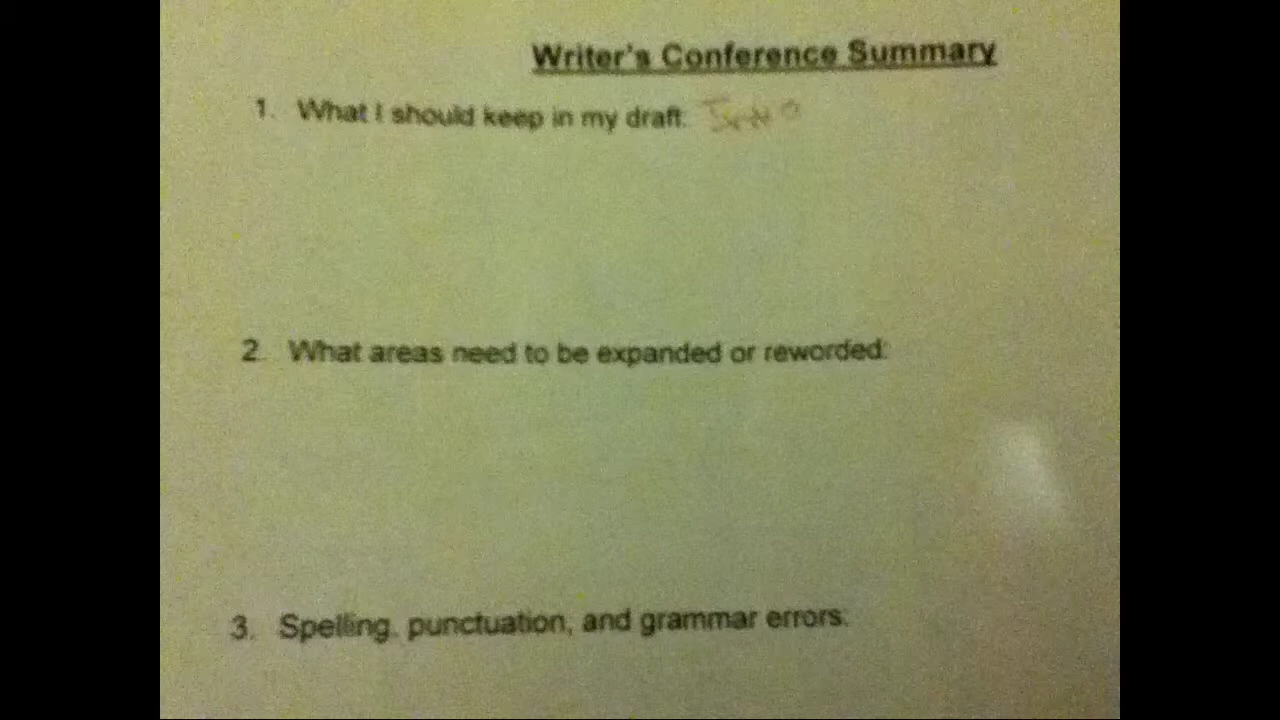 Writer's Conference Summary
1. What I should keep in my draft:
2. What areas need to be expanded or reworded:
3. Spelling, punctuation, and grammar errors: